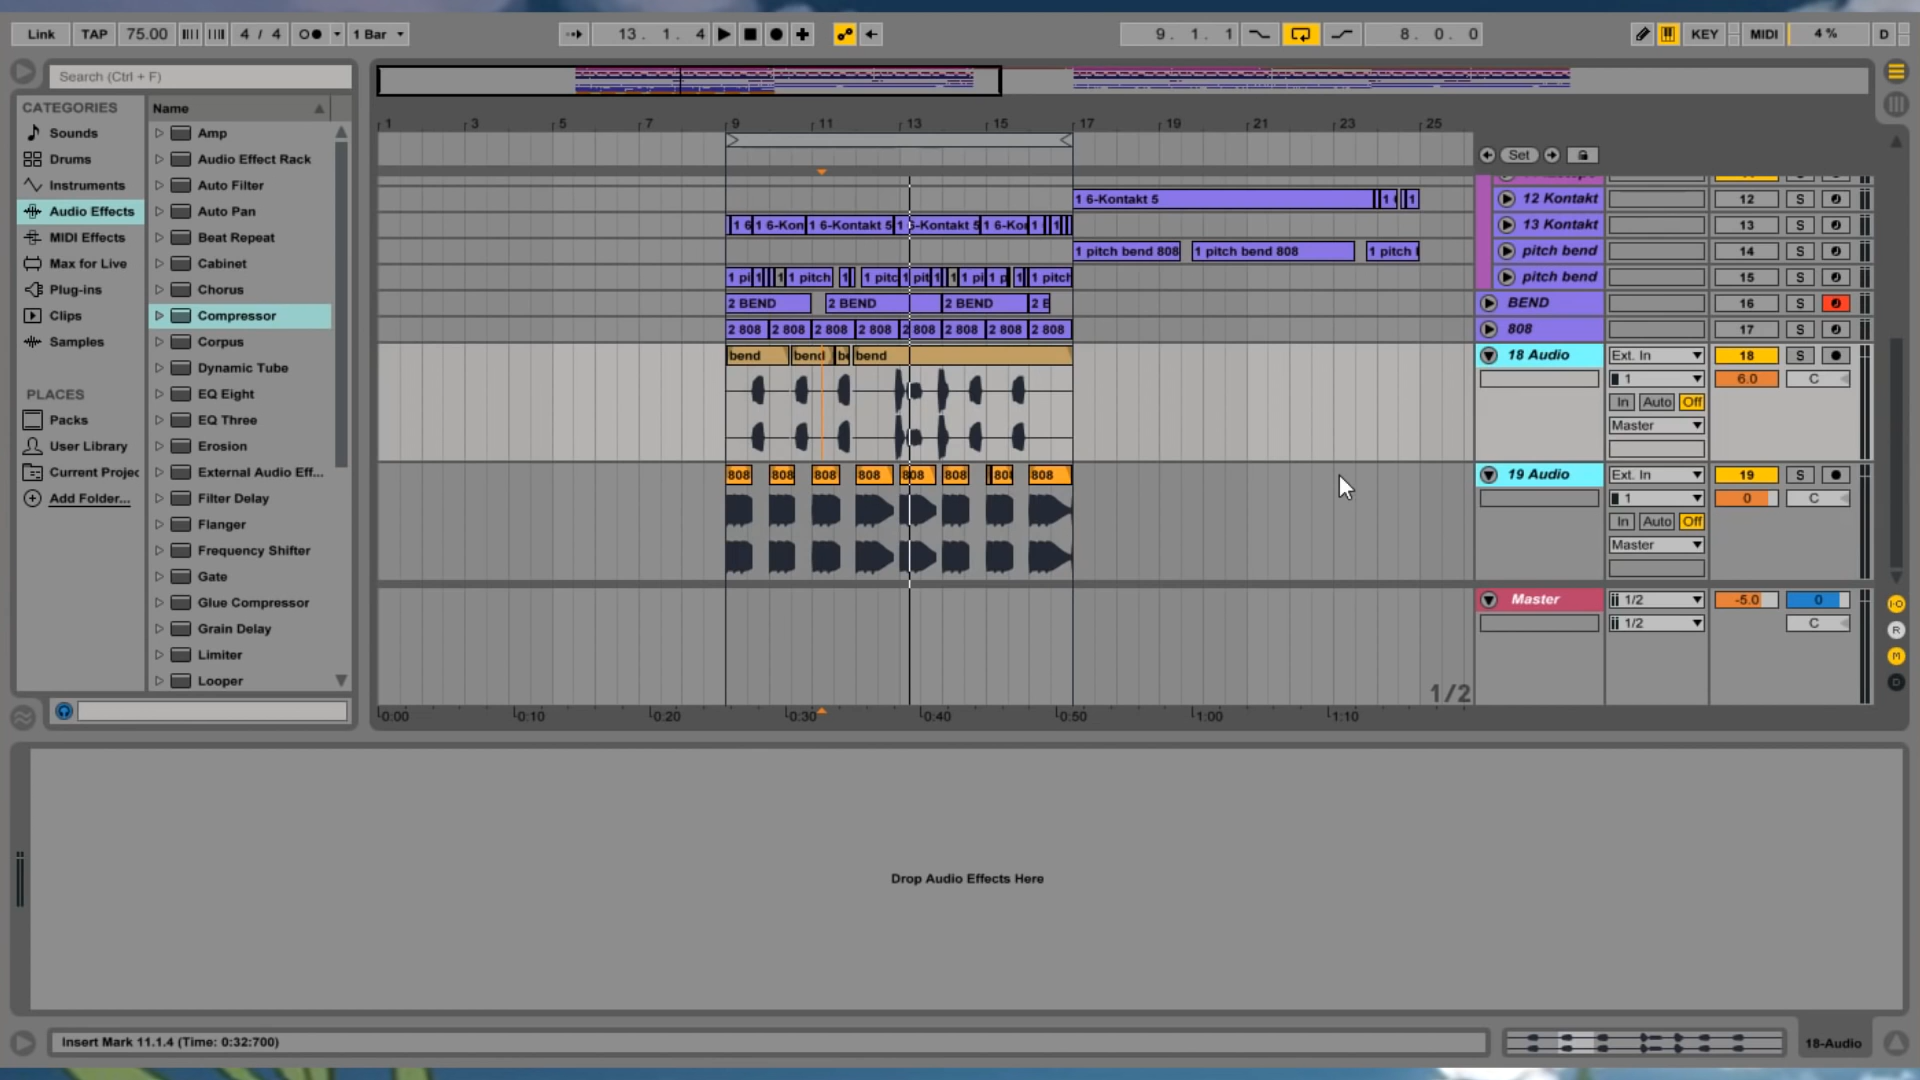 Link TAP 75.00 4 / 4 1 Bar 13. 1. 4 9. 1. 1 8. 0. 0 KEY MIDI 4 % D
Search (Ctrl + F)
CATEGORIES
Sounds
Drums
Instruments
Audio Effects
MIDI Effects
Max for Live
Plug-ins
Clips
Samples
PLACES
Packs
User Library
Current Projec
Add Folder...
Name
Amp
Audio Effect Rack
Auto Filter
Auto Pan
Beat Repeat
Cabinet
Chorus
Compressor
Corpus
Dynamic Tube
EQ Eight
EQ Three
Erosion
External Audio Eff...
Filter Delay
Flanger
Frequency Shifter
Gate
Glue Compressor
Grain Delay
Limiter
Looper
1 3 5 7 9 11 13 15 17 19 21 23 25
Set
1 6-Kontakt 5 1 1
12 Kontakt 12 S
1 6 1 6-Kon 1 6-Kontakt 5 1 6-Kontakt 5 1 6-Kor 1 1
13 Kontakt 13 S
1 pitch bend 808 1 pitch bend 808 1 pitch
pitch bend 14 S
1 pi 1 1 1 pitch 1 1 pitc 1 pit 1 1 1 pi 1 p 1 1 pitch
pitch bend 15 S
2 BEND 2 BEND 2 BEND 2 B
BEND 16 S
2 808 2 808 2 808 2 808 2 808 2 808 2 808 2 808
808 17 S
bend bend be bend
18 Audio Ext. In 18 S
1 6.0 C
In Auto Off
Master
808 808 808 808 808 808 808 808
19 Audio Ext. In 19 S
1 0 C
In Auto Off
Master
Master 1/2 -5.0 0
1/2 C
1/2
I·O
R
M
D
0:00 0:10 0:20 0:30 0:40 0:50 1:00 1:10
Drop Audio Effects Here
Insert Mark 11.1.4 (Time: 0:32:700)
18-Audio